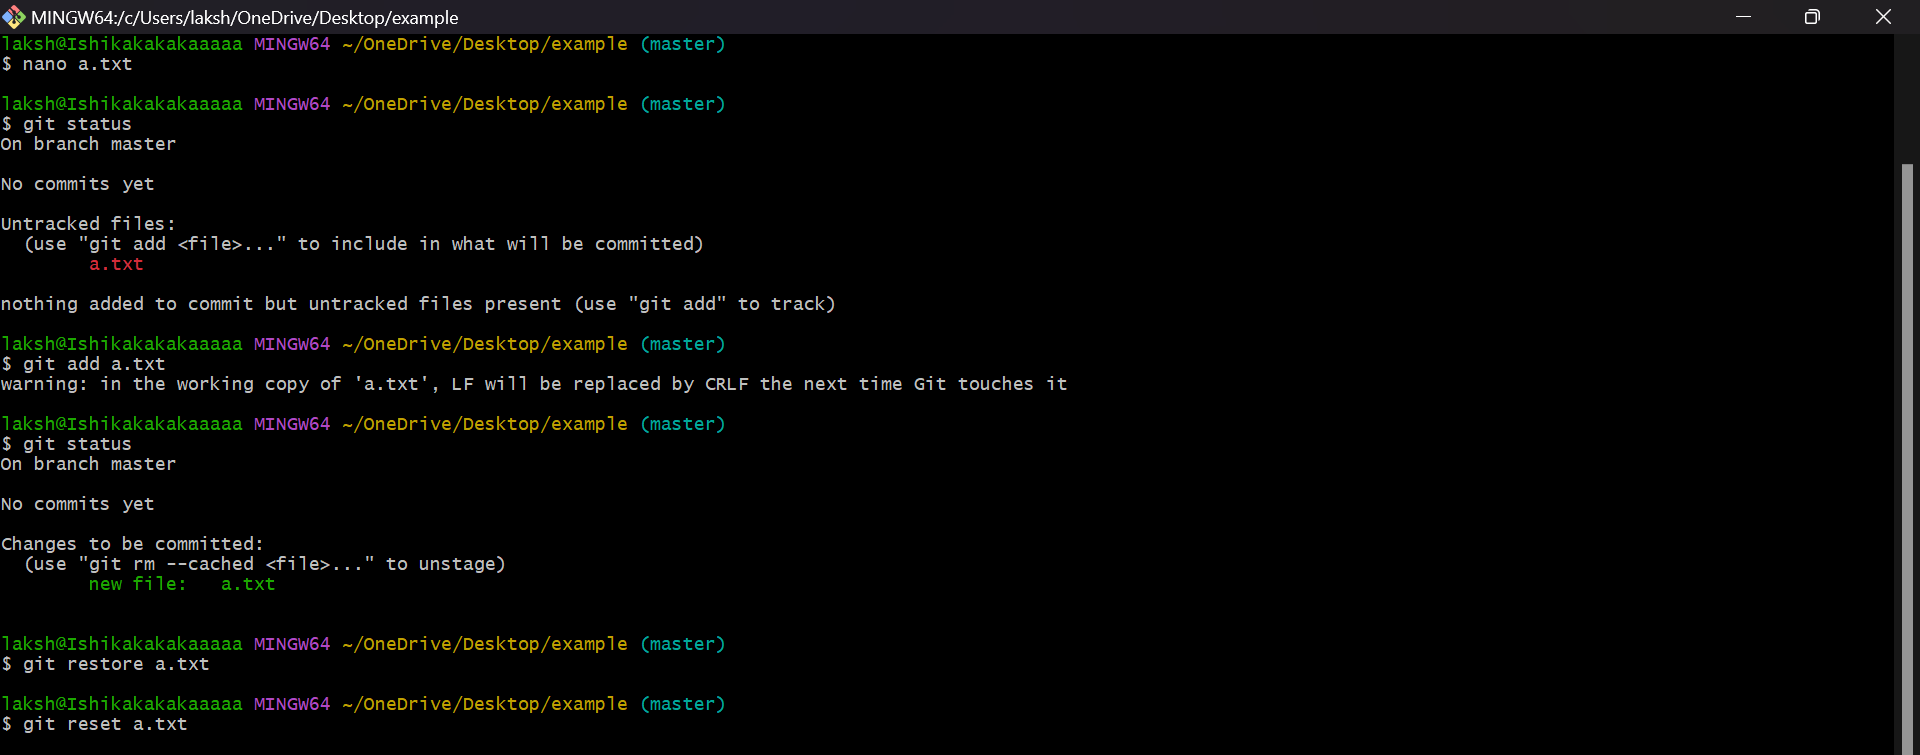 MINGW64:/c/Users/laksh/OneDrive/Desktop/example
laksh@Ishikakakakaaaaa MINGW64 ~/OneDrive/Desktop/example (master)
$ nano a.txt
laksh@Ishikakakakaaaaa MINGW64 ~/OneDrive/Desktop/example (master)
$ git status
On branch master
No commits yet
Untracked files:
  (use "git add <file>..." to include in what will be committed)
        a.txt
nothing added to commit but untracked files present (use "git add" to track)
laksh@Ishikakakakaaaaa MINGW64 ~/OneDrive/Desktop/example (master)
$ git add a.txt
warning: in the working copy of 'a.txt', LF will be replaced by CRLF the next time Git touches it
laksh@Ishikakakakaaaaa MINGW64 ~/OneDrive/Desktop/example (master)
$ git status
On branch master
No commits yet
Changes to be committed:
  (use "git rm --cached <file>..." to unstage)
        new file:   a.txt
laksh@Ishikakakakaaaaa MINGW64 ~/OneDrive/Desktop/example (master)
$ git restore a.txt
laksh@Ishikakakakaaaaa MINGW64 ~/OneDrive/Desktop/example (master)
$ git reset a.txt